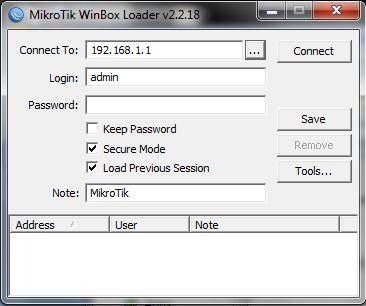 MikroTik WinBox Loader v2.2.18
Connect To: 192.168.1.1 ... Connect
Login: admin
Password:
Keep Password Save
Secure Mode Remove
Load Previous Session Tools...
Note: MikroTik
Address User Note